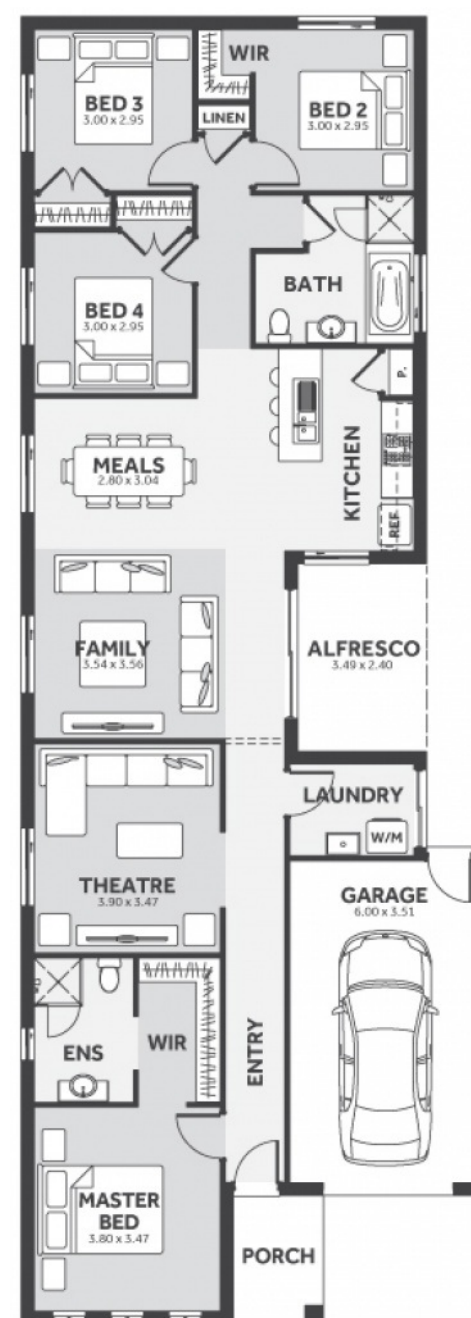 WIR
BED 3
3.00 x 2.95
BED 2
3.00 x 2.95
LINEN
BATH
BED 4
3.00 x 2.95
P.
KITCHEN
MEALS
2.80 x 3.04
REF.
FAMILY
3.54 x 3.56
ALFRESCO
3.49 x 2.40
LAUNDRY
W/M
THEATRE
3.90 x 3.47
GARAGE
6.00 x 3.51
ENS
WIR
ENTRY
MASTER
BED
3.80 x 3.47
PORCH